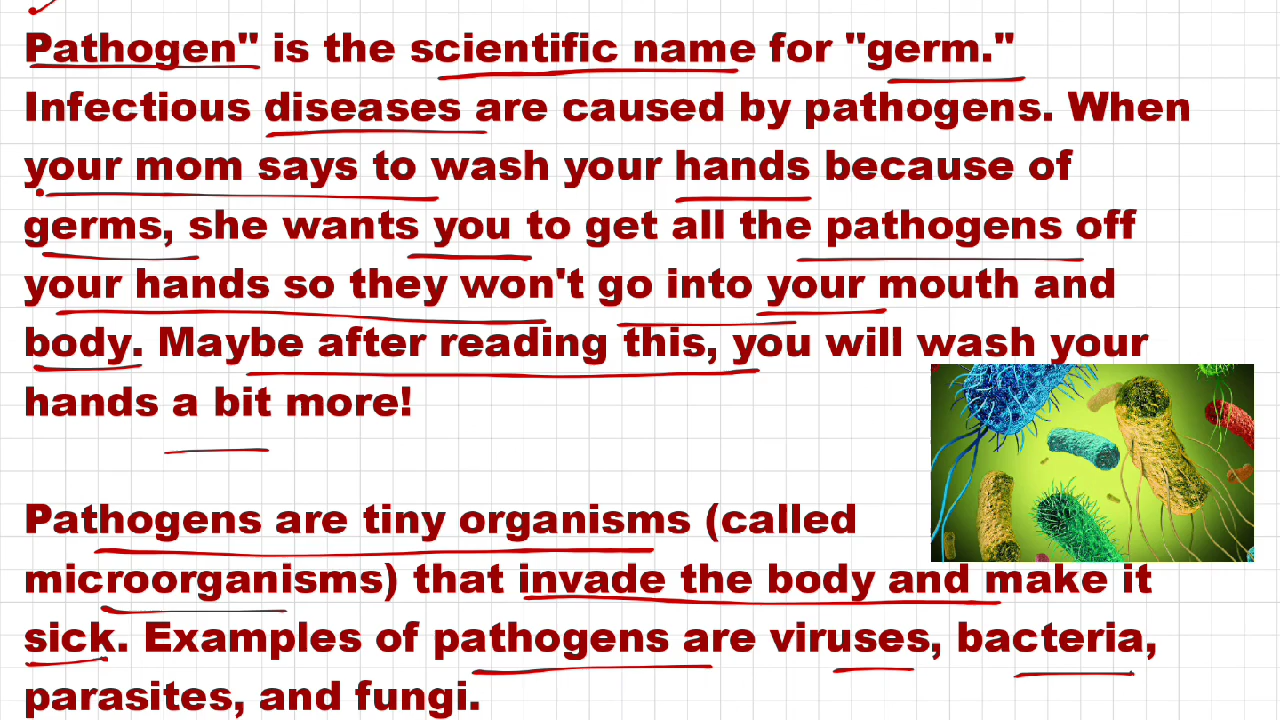 Pathogen" is the scientific name for "germ."
Infectious diseases are caused by pathogens. When
your mom says to wash your hands because of
germs, she wants you to get all the pathogens off
your hands so they won't go into your mouth and
body. Maybe after reading this, you will wash your
hands a bit more!
Pathogens are tiny organisms (called
microorganisms) that invade the body and make it
sick. Examples of pathogens are viruses, bacteria,
parasites, and fungi.